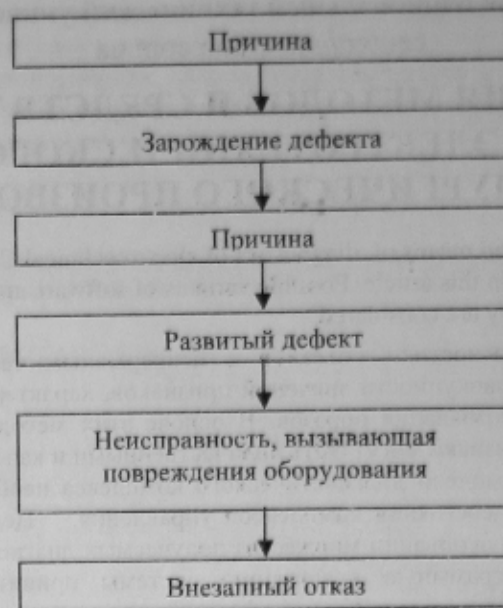 Причина
Зарождение дефекта
Причина
Развитый дефект
Неисправность, вызывающая
повреждения оборудования
Внезапный отказ